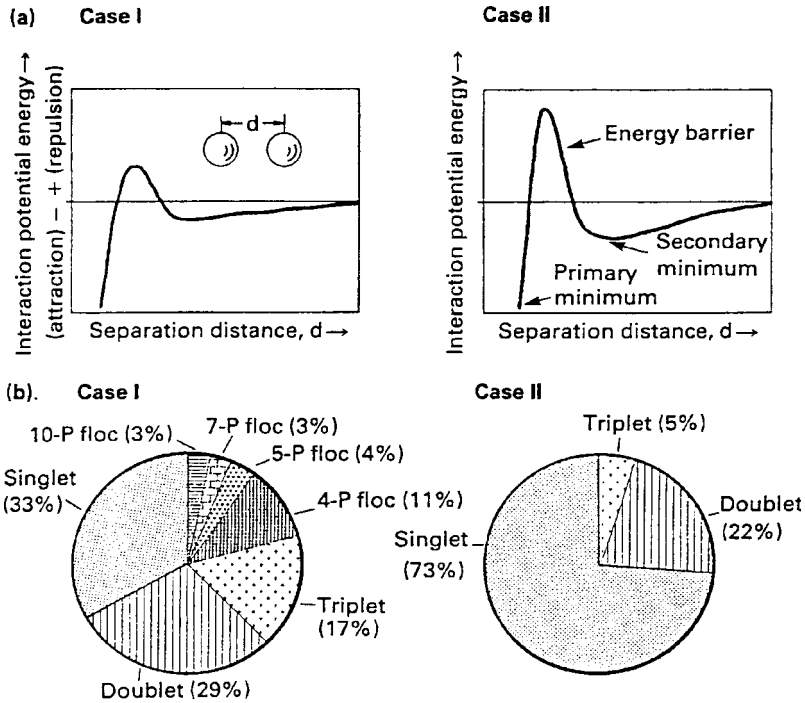 (a) Case I
Case II
Interaction potential energy →
(attraction) − + (repulsion)
d
Separation distance, d →
Interaction potential energy →
Energy barrier
Secondary
minimum
Primary
minimum
Separation distance, d →
(b). Case I
Case II
10-P floc (3%)
7-P floc (3%)
5-P floc (4%)
4-P floc (11%)
Singlet
(33%)
Triplet
(17%)
Doublet (29%)
Triplet (5%)
Doublet
(22%)
Singlet
(73%)